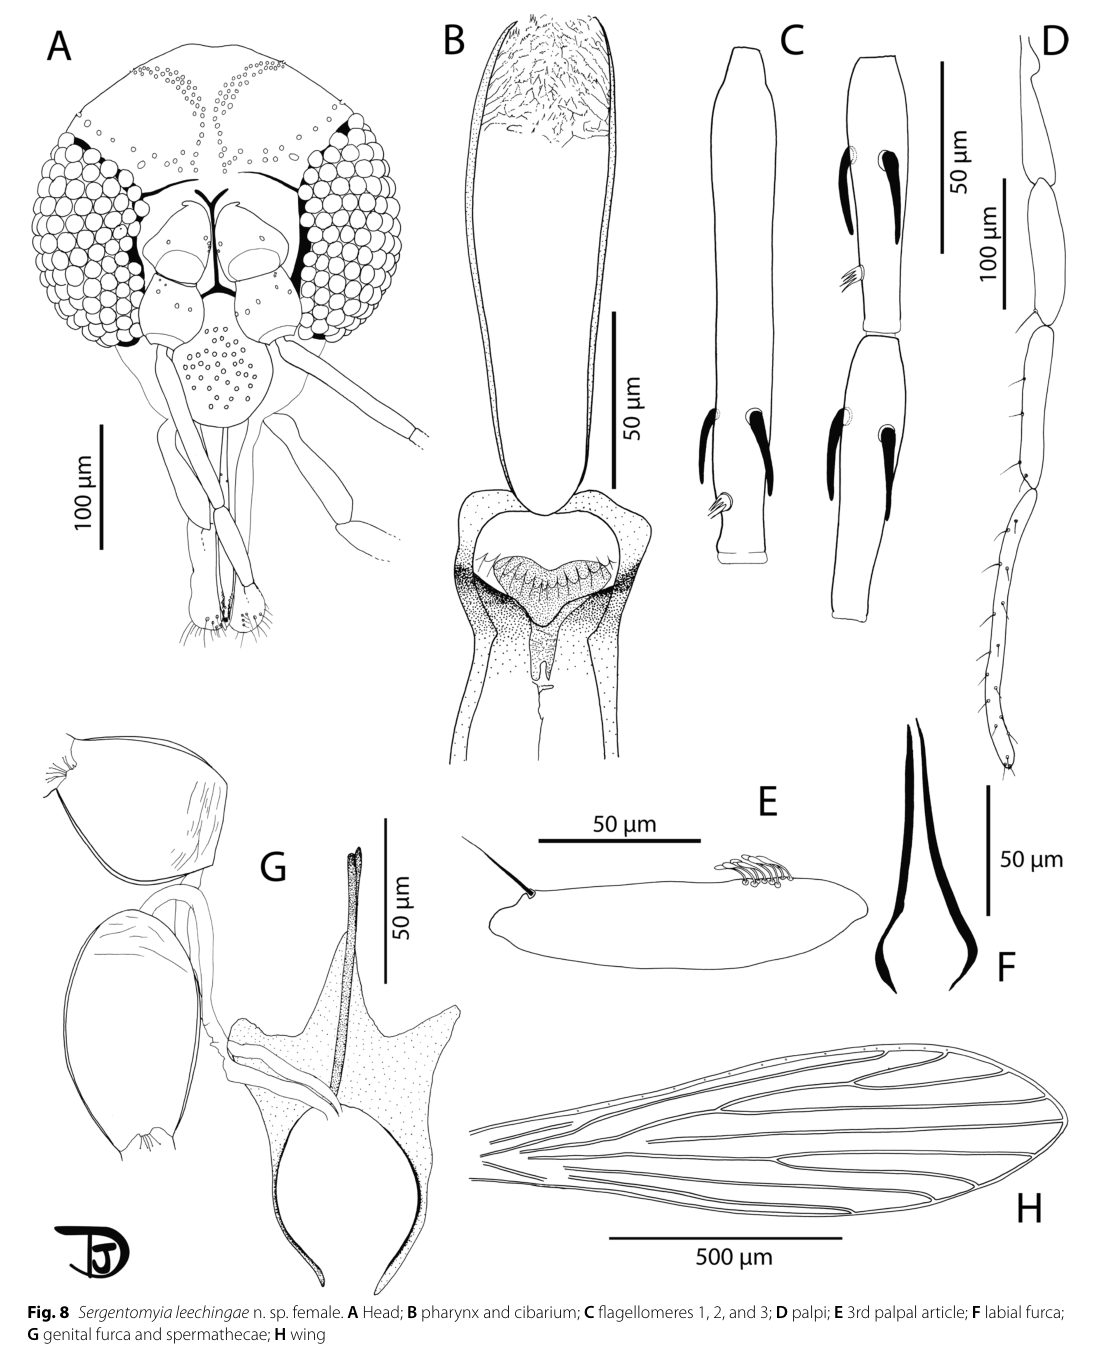 A
B
C
D
50 µm
100 µm
50 µm
100 µm
E
50 µm
G
50 µm
50 µm
F
H
500 µm
Fig. 8 Sergentomyia leechingae n. sp. female. A Head; B pharynx and cibarium; C flagellomeres 1, 2, and 3; D palpi; E 3rd palpal article; F labial furca;
G genital furca and spermathecae; H wing